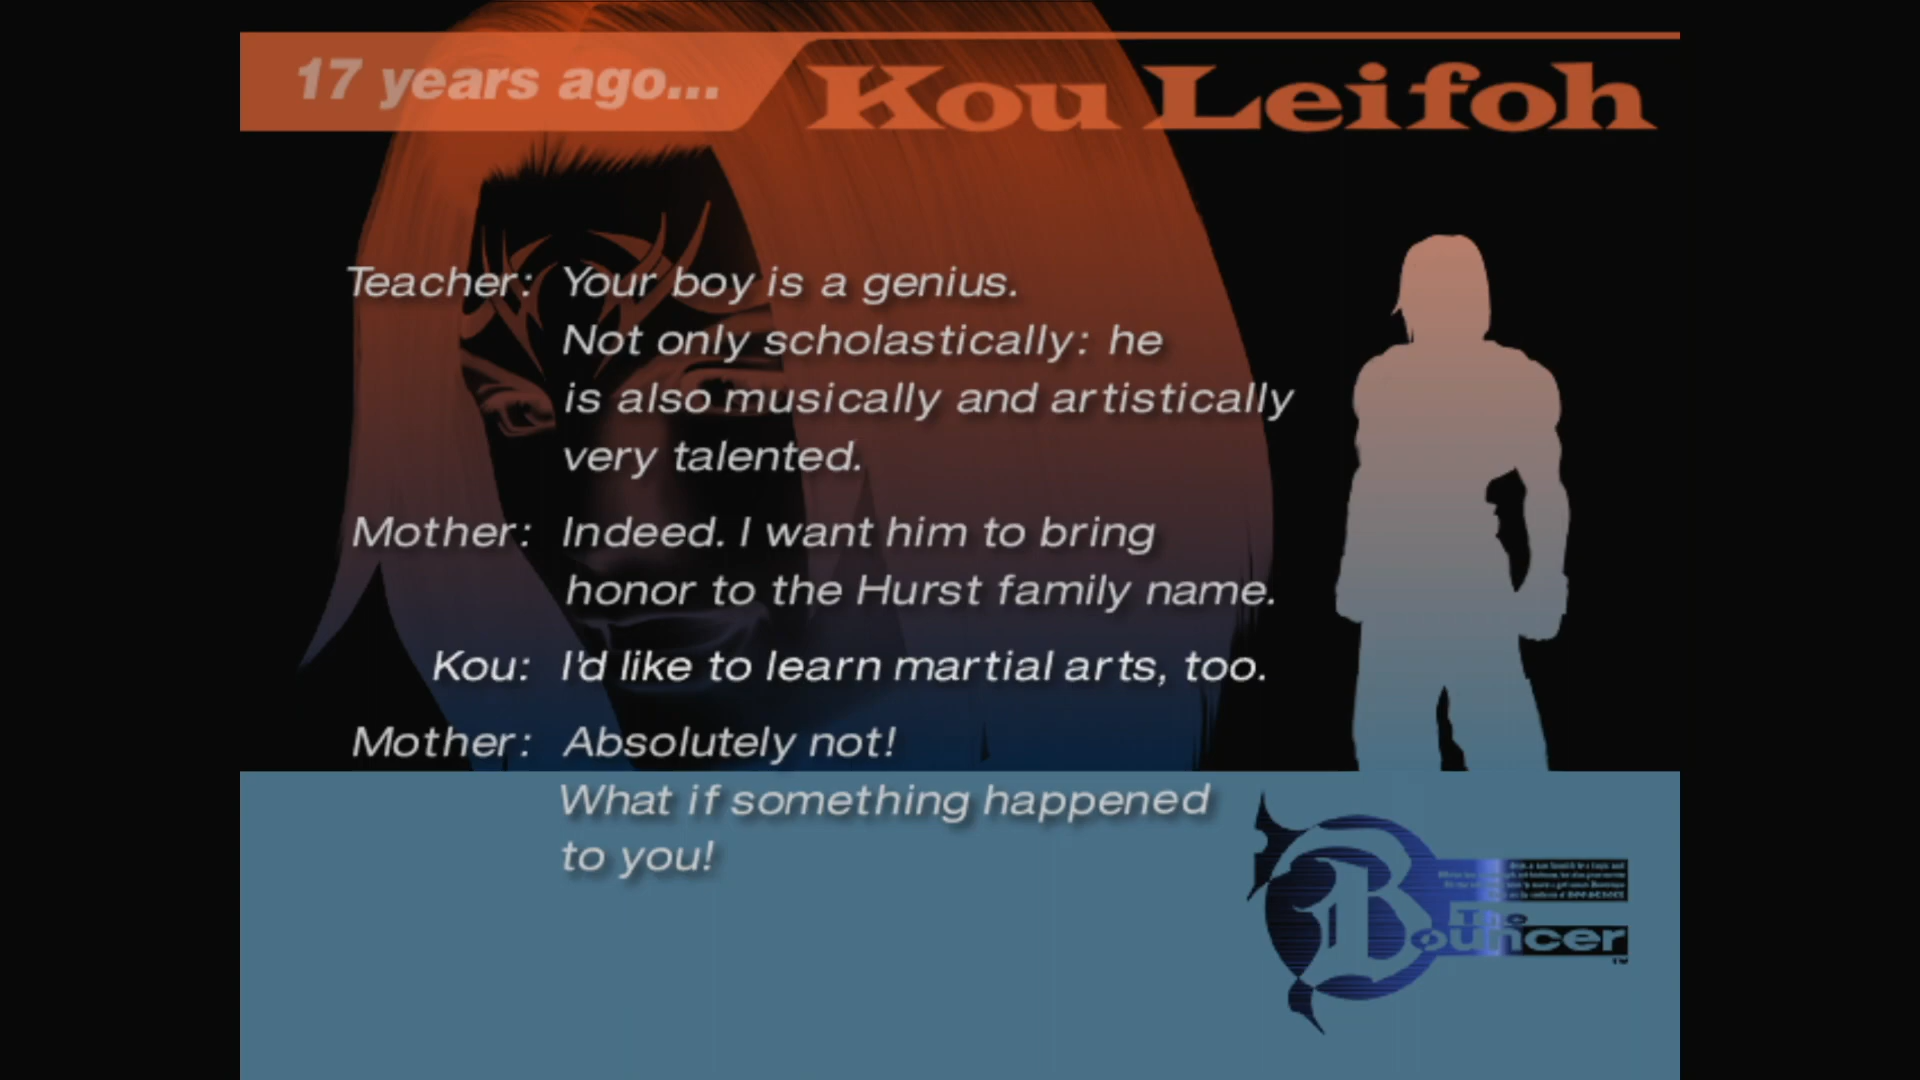 17 years ago...
Kou Leifoh
Teacher: Your boy is a genius.
Not only scholastically: he
is also musically and artistically
very talented.
Mother: Indeed. I want him to bring
honor to the Hurst family name.
Kou: I'd like to learn martial arts, too.
Mother: Absolutely not!
What if something happened
to you!
The
Bouncer
TM